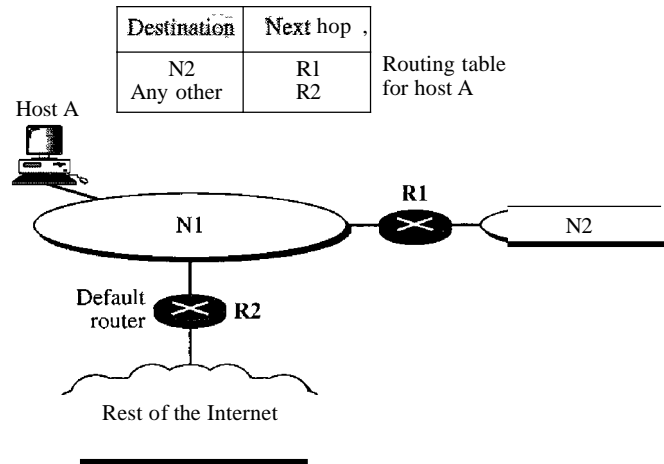 Destination Next hop ,
N2 R1
Any other R2
Routing table
for host A
Host A
R1
N1
N2
Default
router
R2
Rest of the Internet